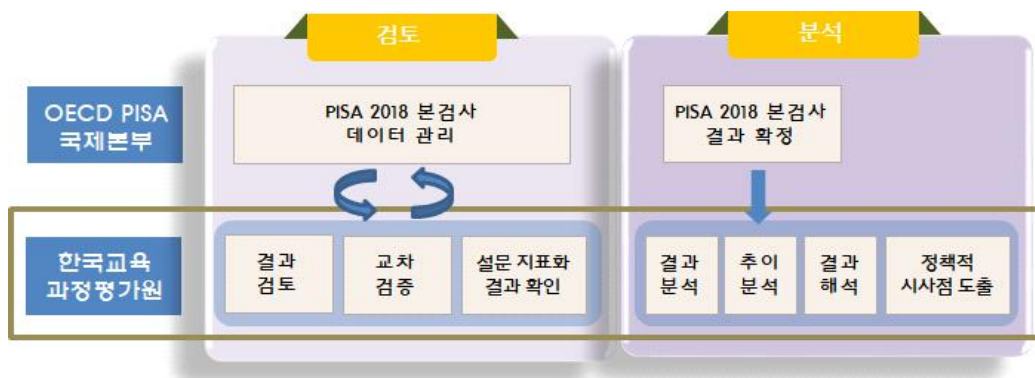 검토
분석
OECD PISA
국제본부
PISA 2018 본검사
데이터 관리
PISA 2018 본검사
결과 확정
한국교육
과정평가원
결과
검토
교차
검증
설문 지표화
결과 확인
결과
분석
추이
분석
결과
해석
정책적
시사점 도출